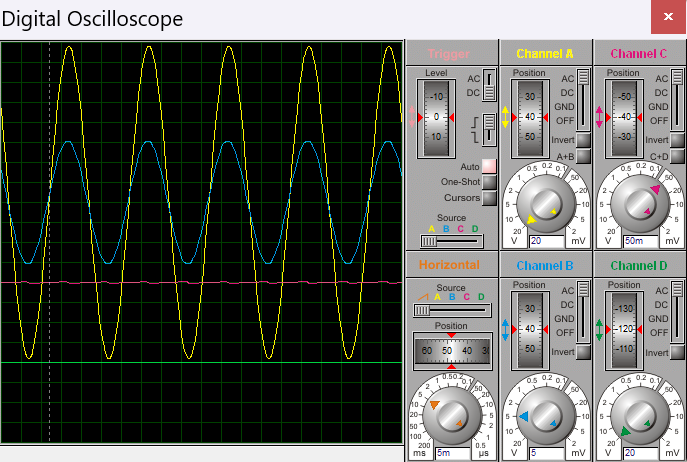 Digital Oscilloscope
Trigger
Level
-10
0
10
AC
DC
Auto
One-Shot
Cursors
Source
A B C D
Channel A
Position
30
40
50
AC
DC
GND
OFF
Invert
A+B
0.5 0.2 0.1
1 50
2 20
5 10
10 5
20 2
V 20 mV
Channel C
Position
-50
-40
-30
AC
DC
GND
OFF
Invert
C+D
0.5 0.2 0.1
1 50
2 20
5 10
10 5
20 2
V 50m mV
Horizontal
Source
A B C D
Position
60 50 40 30
1 0.5 0.2 0.1
2 50
5 20
10 10
20 5
50 2
100 1
200 0.5
ms 5m µs
Channel B
Position
30
40
50
AC
DC
GND
OFF
Invert
0.5 0.2 0.1
1 50
2 20
5 10
10 5
20 2
V 5 mV
Channel D
Position
-130
-120
-110
AC
DC
GND
OFF
Invert
0.5 0.2 0.1
1 50
2 20
5 10
10 5
20 2
V 20 mV